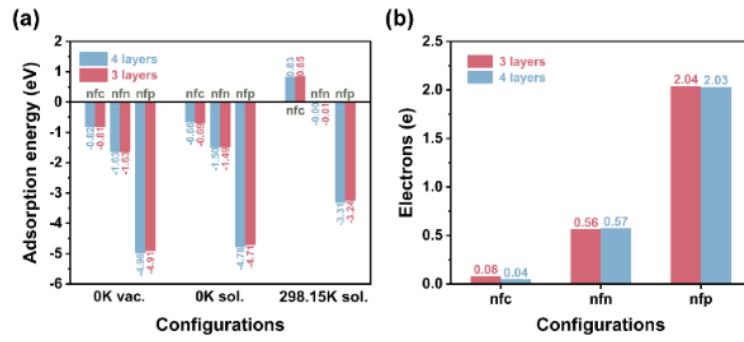 (a)
2
1
0
-1
-2
-3
-4
-5
-6
Adsorption energy (eV)
4 layers
3 layers
nfc nfn nfp
nfc nfn nfp
nfn nfp
nfc
-0.82
-0.81
-1.63
-1.63
-4.98
-4.91
-0.66
-0.69
-1.50
-1.49
-4.78
-4.71
0.83
0.85
-0.00
-0.01
-3.31
-3.24
0K vac. 0K sol. 298.15K sol.
Configurations
(b)
2.5
2.0
1.5
1.0
0.5
0.0
Electrons (e)
3 layers
4 layers
0.08 0.04
0.56 0.57
2.04 2.03
nfc nfn nfp
Configurations